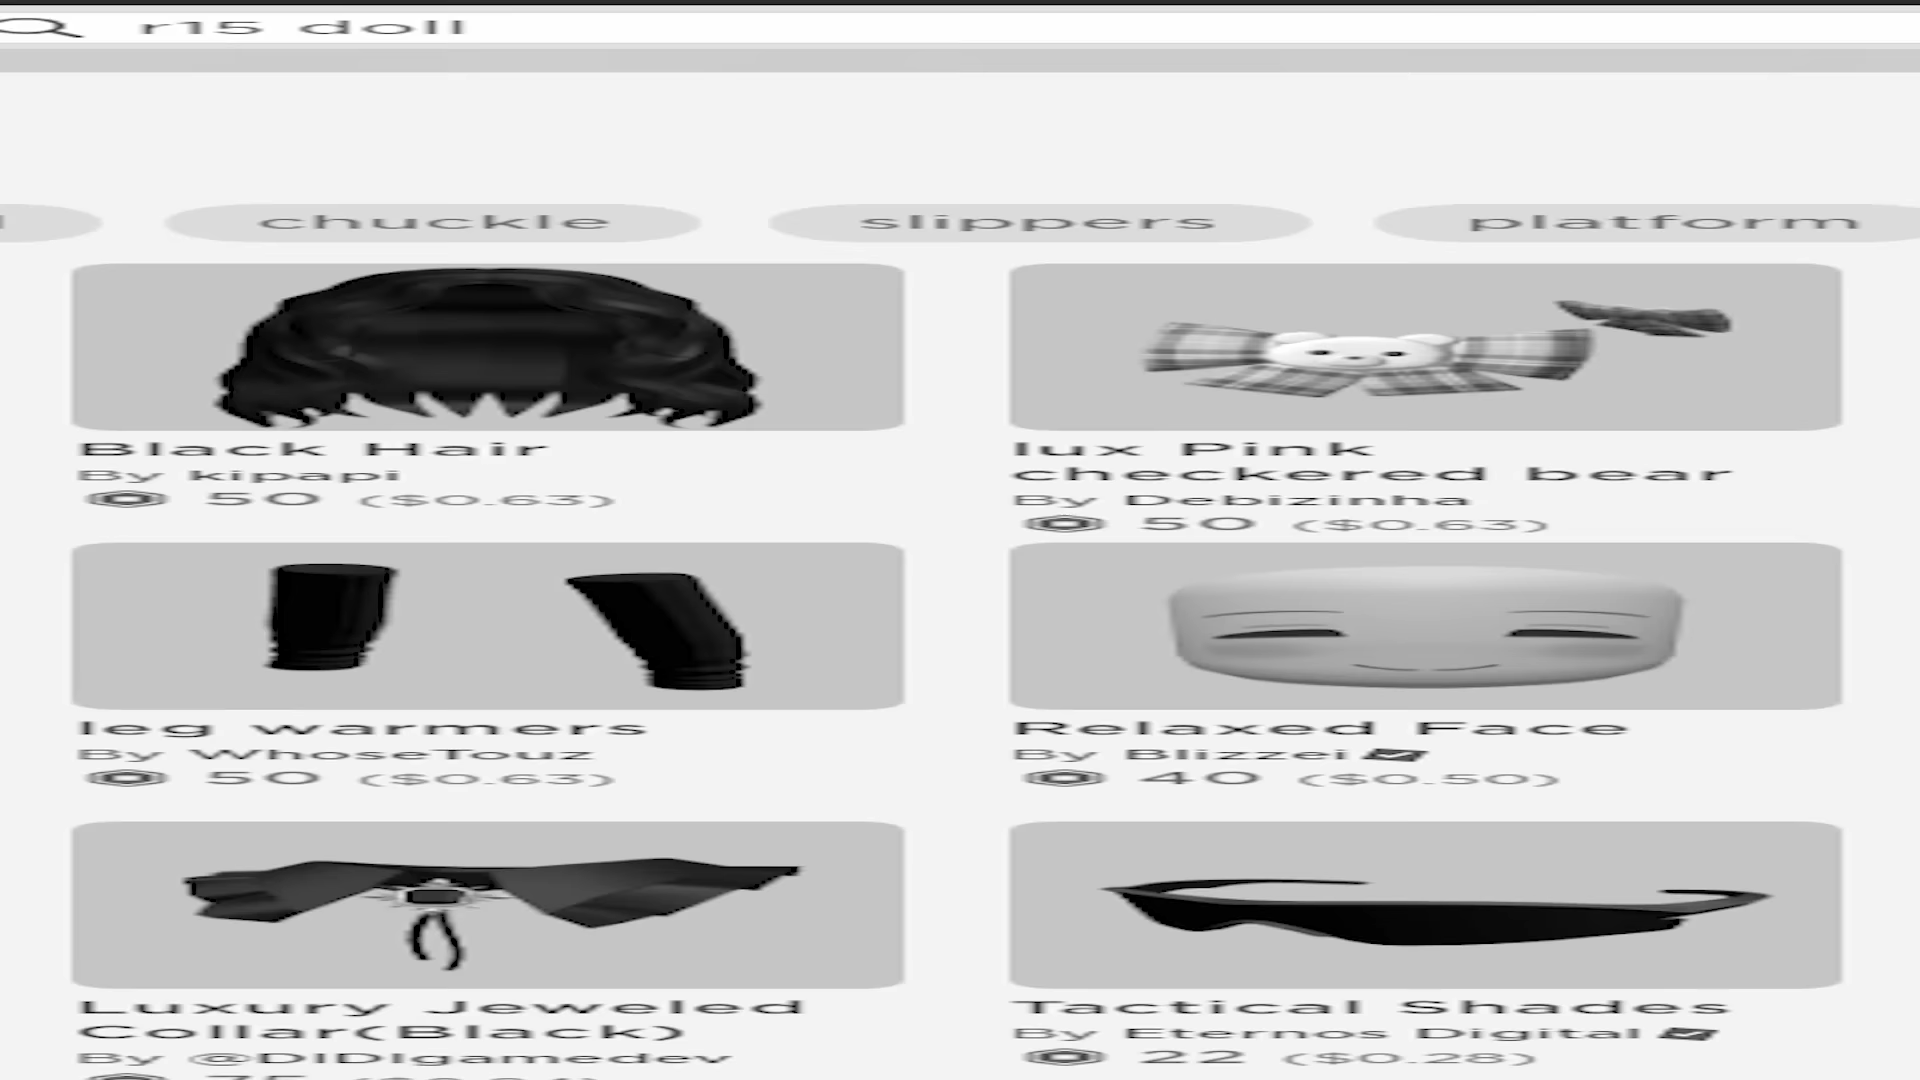 r15 doll
chuckle
slippers
platform
Black Hair
By kipapi
50 ($0.63)
lux Pink
checkered bear
By Debizinha
50 ($0.63)
leg warmers
By WhoseTouz
50 ($0.63)
Relaxed Face
By Blizzei
40 ($0.50)
Luxury Jeweled
Collar(Black)
By @DIDIgamedev
Tactical Shades
By Eternos Digital
22 ($0.28)